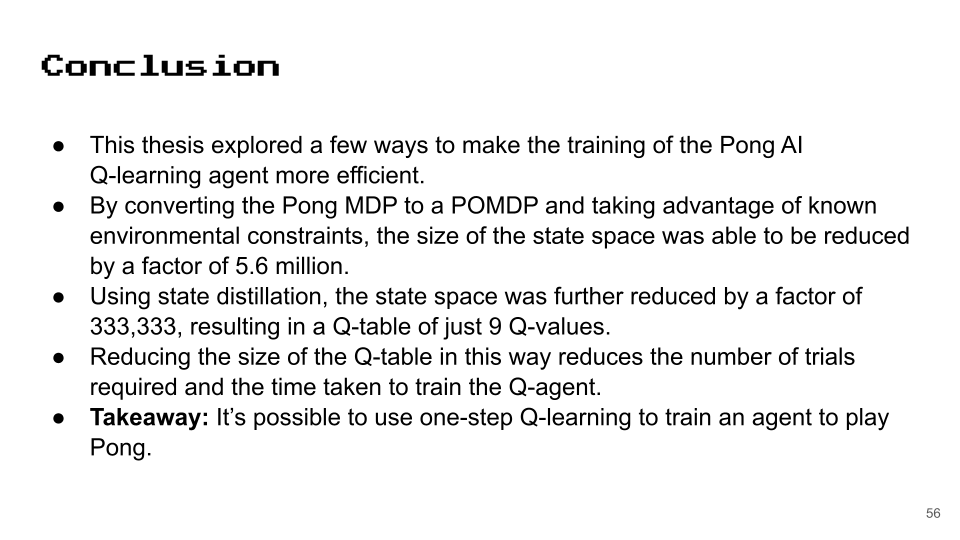 Conclusion
● This thesis explored a few ways to make the training of the Pong AI
Q-learning agent more efficient.
● By converting the Pong MDP to a POMDP and taking advantage of known
environmental constraints, the size of the state space was able to be reduced
by a factor of 5.6 million.
● Using state distillation, the state space was further reduced by a factor of
333,333, resulting in a Q-table of just 9 Q-values.
● Reducing the size of the Q-table in this way reduces the number of trials
required and the time taken to train the Q-agent.
● Takeaway: It’s possible to use one-step Q-learning to train an agent to play
Pong.
56